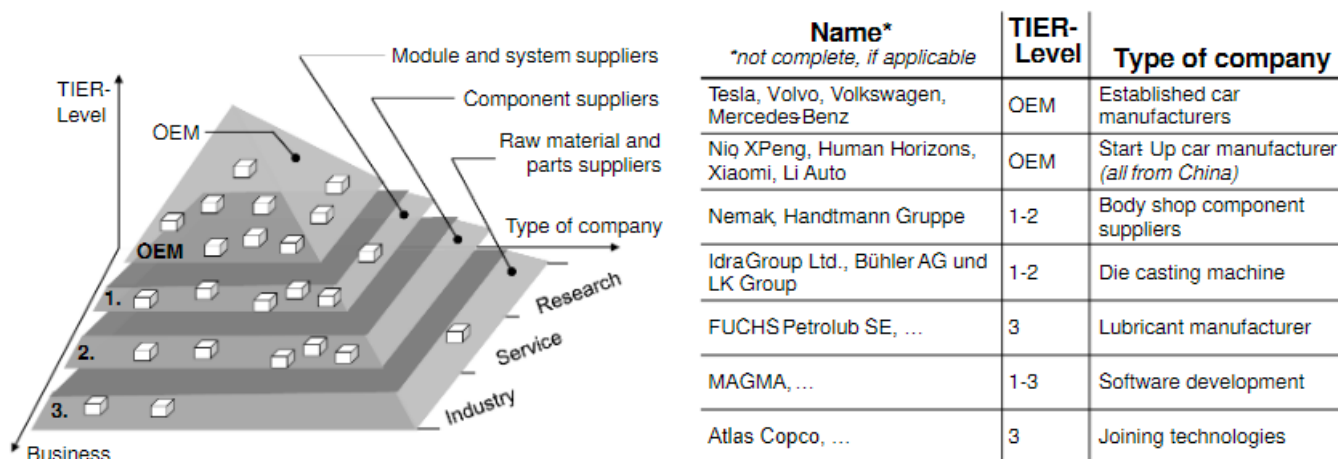 TIER-
Level
Module and system suppliers
Component suppliers
OEM
Raw material and
parts suppliers
Type of company
OEM
1.
2.
3.
Research
Service
Industry
Business
Name*
*not complete, if applicable
TIER-
Level
Type of company
Tesla, Volvo, Volkswagen,
Mercedes-Benz
OEM
Established car
manufacturers
Nio XPeng, Human Horizons,
Xiaomi, Li Auto
OEM
Start Up car manufacturer
(all from China)
Nemak, Handtmann Gruppe
1-2
Body shop component
suppliers
IdraGroup Ltd., Bühler AG und
LK Group
1-2
Die casting machine
FUCHS Petrolub SE, ...
3
Lubricant manufacturer
MAGMA, ...
1-3
Software development
Atlas Copco, ...
3
Joining technologies